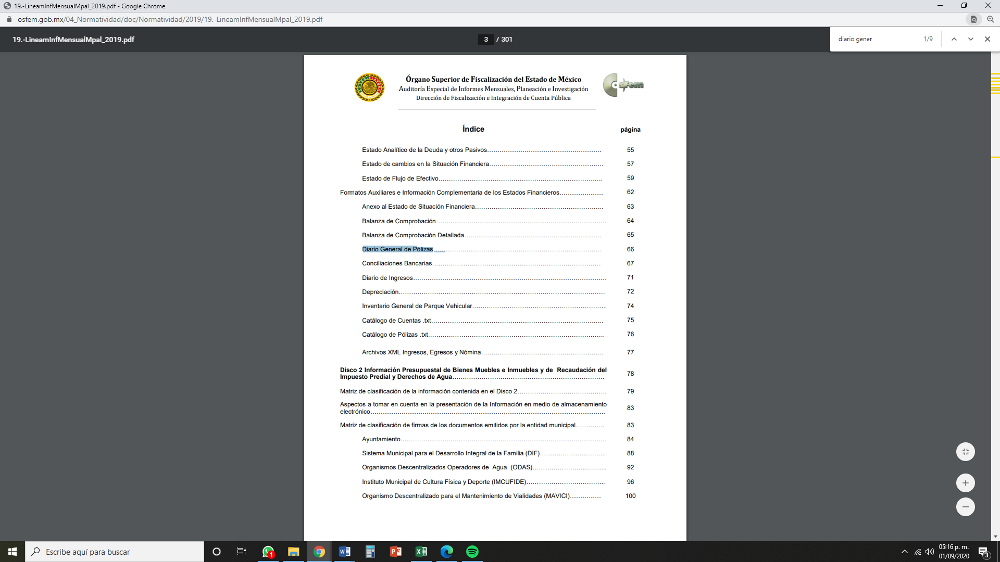 19.-LineamInfMensualMpal_2019.pdf - Google Chrome
osfem.gob.mx/04_Normatividad/doc/Normatividad/2019/19.-LineamInfMensualMpal_2019.pdf
19.-LineamInfMensualMpal_2019.pdf
3 / 301
diario gener 1/9
Órgano Superior de Fiscalización del Estado de México
Auditoría Especial de Informes Mensuales, Planeación e Investigación
Dirección de Fiscalización e Integración de Cuenta Pública
osfem
Índice página
Estado Analítico de la Deuda y otros Pasivos……………………………………………… 55
Estado de cambios en la Situación Financiera……………………………………………… 57
Estado de Flujo de Efectivo…………………………………………………………………… 59
Formatos Auxiliares e Información Complementaria de los Estados Financieros………………… 62
Anexo al Estado de Situación Financiera…………………………………………………… 63
Balanza de Comprobación……………………………………………………………………… 64
Balanza de Comprobación Detallada………………………………………………………… 65
Diario General de Pólizas……………………………………………………………………… 66
Conciliaciones Bancarias……………………………………………………………………… 67
Diario de Ingresos……………………………………………………………………………… 71
Depreciación…………………………………………………………………………………… 72
Inventario General de Parque Vehicular……………………………………………………… 74
Catálogo de Cuentas .txt……………………………………………………………………… 75
Catálogo de Pólizas .txt……………………………………………………………………… 76
Archivos XML Ingresos, Egresos y Nómina………………………………………………… 77
Disco 2 Información Presupuestal de Bienes Muebles e Inmuebles y de Recaudación del
Impuesto Predial y Derechos de Agua……………………………………………………………… 78
Matriz de clasificación de la información contenida en el Disco 2…………………………………… 79
Aspectos a tomar en cuenta en la presentación de la Información en medio de almacenamiento
electrónico………………………………………………………………………………………………… 83
Matriz de clasificación de firmas de los documentos emitidos por la entidad municipal………….. 83
Ayuntamiento…………………………………………………………………………………… 84
Sistema Municipal para el Desarrollo Integral de la Familia (DIF)………………………….. 88
Organismos Descentralizados Operadores de Agua (ODAS)……………………………... 92
Instituto Municipal de Cultura Física y Deporte (IMCUFIDE)………………………………. 96
Organismo Descentralizado para el Mantenimiento de Vialidades (MAVICI)…………… 100
Escribe aquí para buscar
1
05:16 p. m.
01/09/2020
3